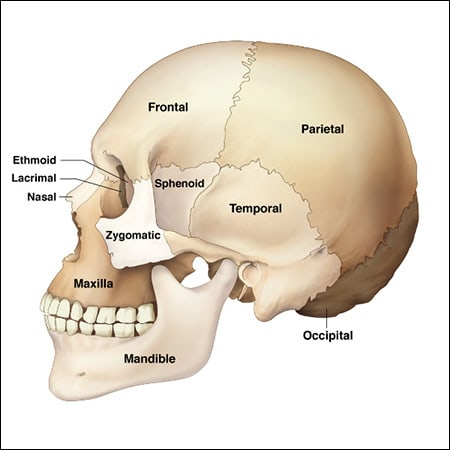 Frontal
Parietal
Ethmoid
Lacrimal
Nasal
Sphenoid
Temporal
Zygomatic
Maxilla
Occipital
Mandible